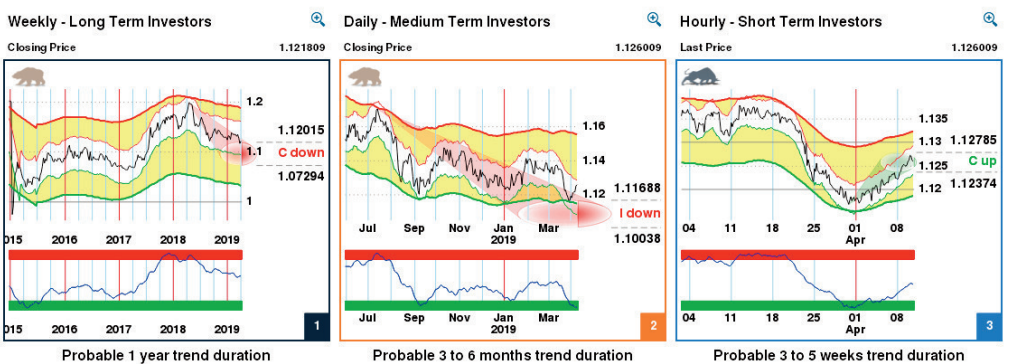 Weekly - Long Term Investors
Closing Price 1.121809
1.2
1.12015
C down
1.1
1.07294
1
2015 2016 2017 2018 2019
2015 2016 2017 2018 2019
1
Probable 1 year trend duration
Daily - Medium Term Investors
Closing Price 1.126009
1.16
1.14
1.12
1.11688
I down
1.10038
Jul Sep Nov Jan Mar
2019
Jul Sep Nov Jan Mar
2019
2
Probable 3 to 6 months trend duration
Hourly - Short Term Investors
Last Price 1.126009
1.135
1.13 1.12785
C up
1.125
1.12 1.12374
04 11 18 25 01 08
Apr
04 11 18 25 01 08
Apr
3
Probable 3 to 5 weeks trend duration